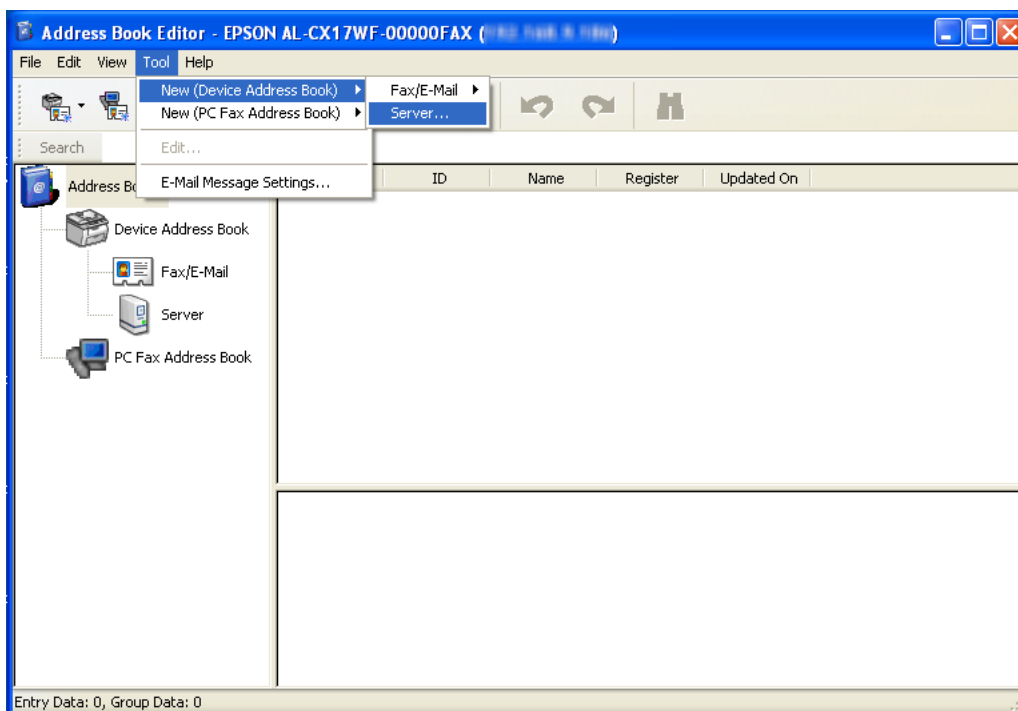 Address Book Editor - EPSON AL-CX17WF-00000FAX ( )
File Edit View Tool Help
New (Device Address Book) Fax/E-Mail
New (PC Fax Address Book) Server...
Search Edit...
E-Mail Message Settings...
Address Bo ID Name Register Updated On
Device Address Book
Fax/E-Mail
Server
PC Fax Address Book
Entry Data: 0, Group Data: 0